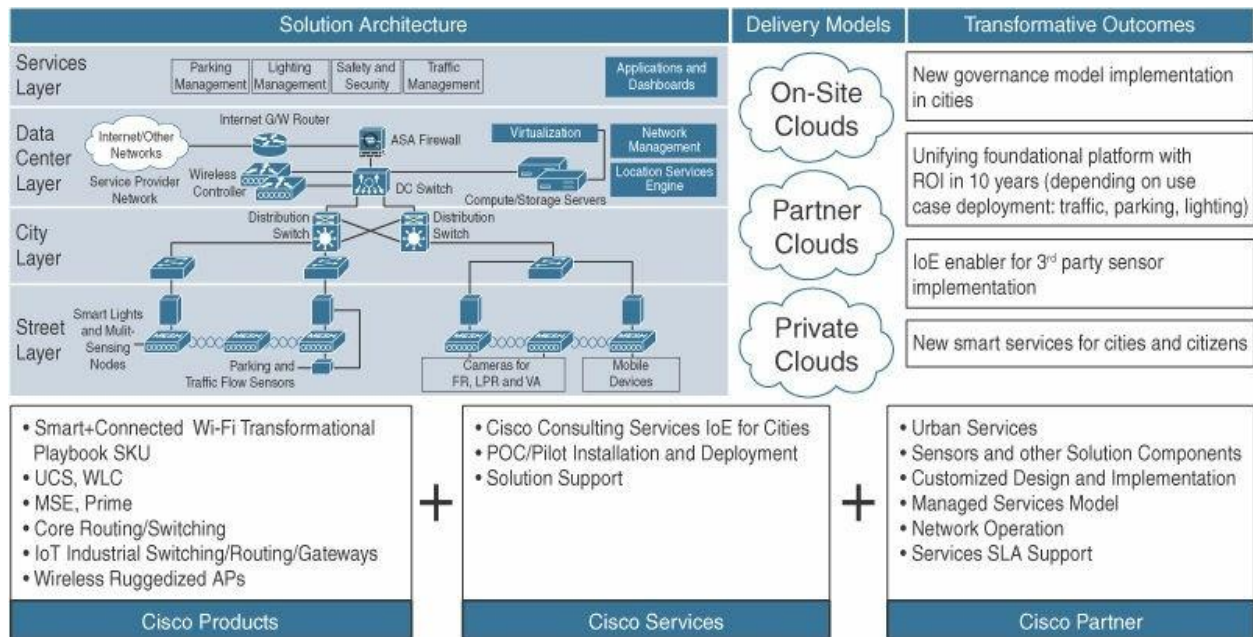 Solution Architecture
Delivery Models
Transformative Outcomes
Services
Layer
Parking
Management
Lighting
Management
Safety and
Security
Traffic
Management
Applications and
Dashboards
Data
Center
Layer
Internet/Other
Networks
Service Provider
Network
Internet G/W Router
ASA Firewall
Wireless
Controller
DC Switch
Virtualization
Compute/Storage Servers
Network
Management
Location Services
Engine
City
Layer
Distribution
Switch
Distribution
Switch
Street
Layer
Smart Lights
and Mulit-
Sensing
Nodes
Parking and
Traffic Flow Sensors
Cameras for
FR, LPR and VA
Mobile
Devices
On-Site
Clouds
Partner
Clouds
Private
Clouds
New governance model implementation
in cities
Unifying foundational platform with
ROI in 10 years (depending on use
case deployment: traffic, parking, lighting)
IoE enabler for 3rd party sensor
implementation
New smart services for cities and citizens
• Smart+Connected Wi-Fi Transformational
Playbook SKU
• UCS, WLC
• MSE, Prime
• Core Routing/Switching
• IoT Industrial Switching/Routing/Gateways
• Wireless Ruggedized APs
Cisco Products
+
• Cisco Consulting Services IoE for Cities
• POC/Pilot Installation and Deployment
• Solution Support
Cisco Services
+
• Urban Services
• Sensors and other Solution Components
• Customized Design and Implementation
• Managed Services Model
• Network Operation
• Services SLA Support
Cisco Partner